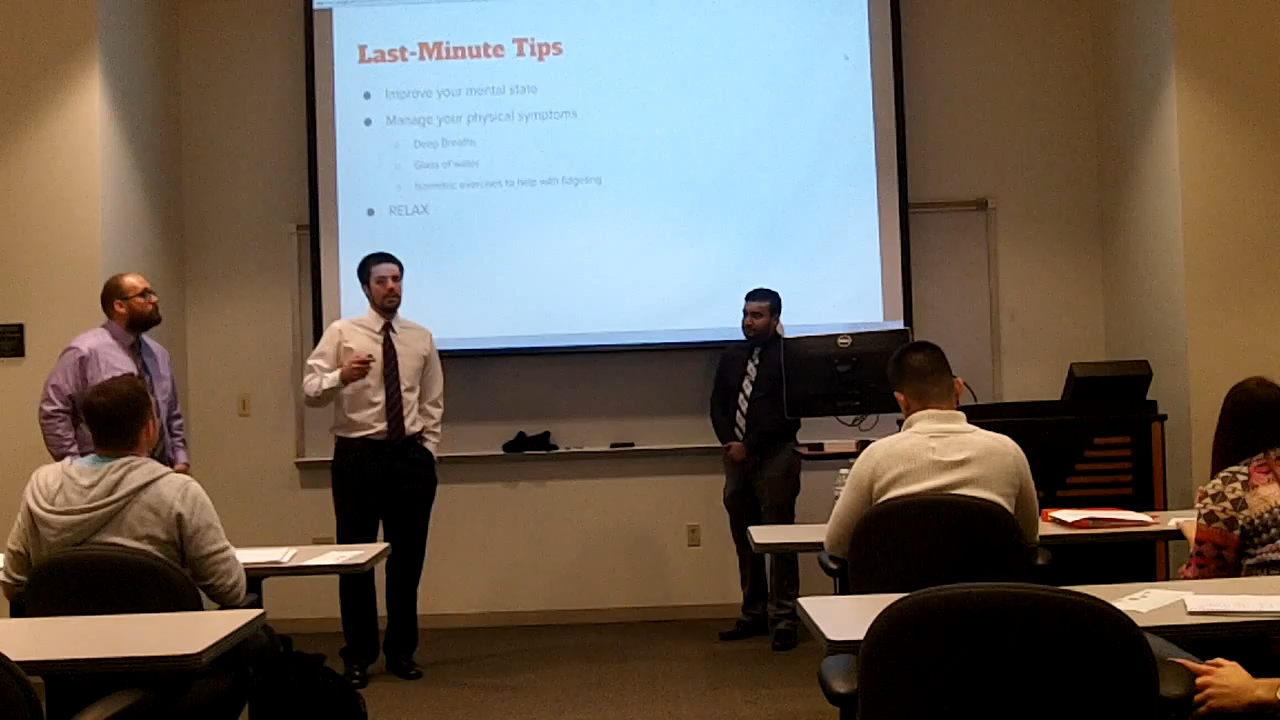 Last-Minute Tips
Improve your mental state
Manage your physical symptoms
Deep Breaths
Glass of water
Isometric exercises to help with fidgeting
RELAX
DELL